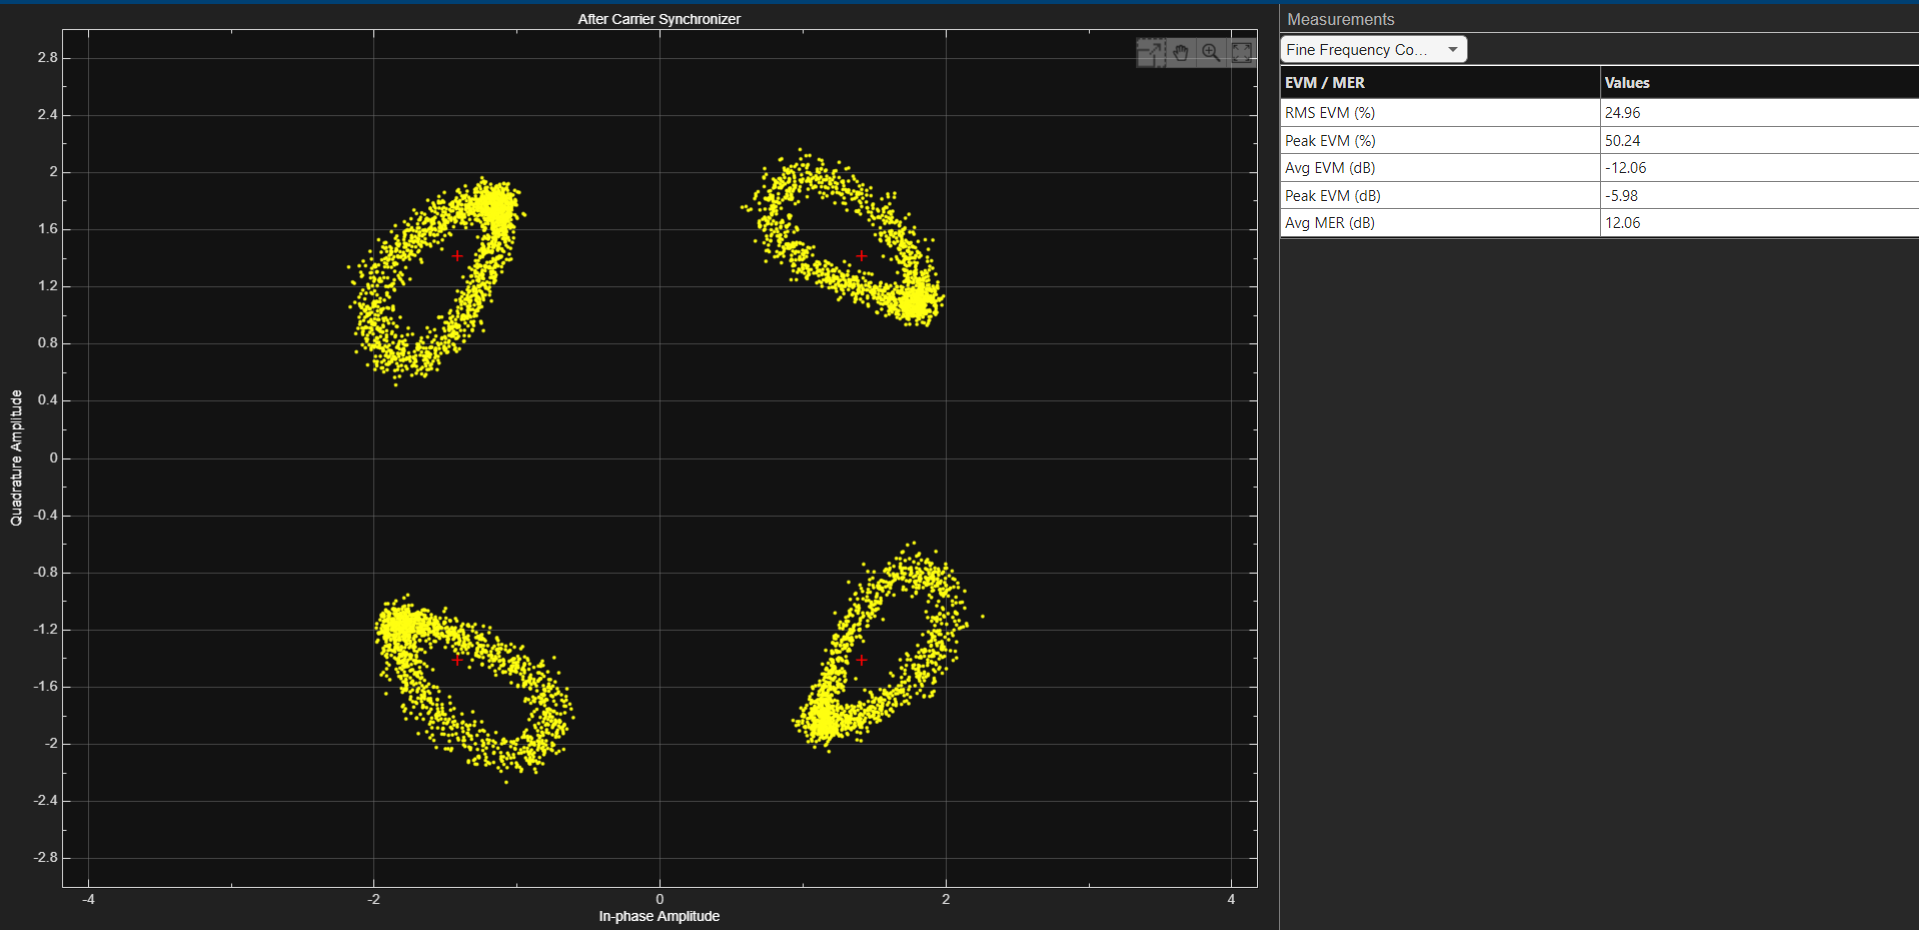 After Carrier Synchronizer
2.8
2.4
2
1.6
1.2
0.8
0.4
0
-0.4
-0.8
-1.2
-1.6
-2
-2.4
-2.8
Quadrature Amplitude
-4
-2
0
2
4
In-phase Amplitude
Measurements
Fine Frequency Co...
EVM / MER Values
RMS EVM (%) 24.96
Peak EVM (%) 50.24
Avg EVM (dB) -12.06
Peak EVM (dB) -5.98
Avg MER (dB) 12.06